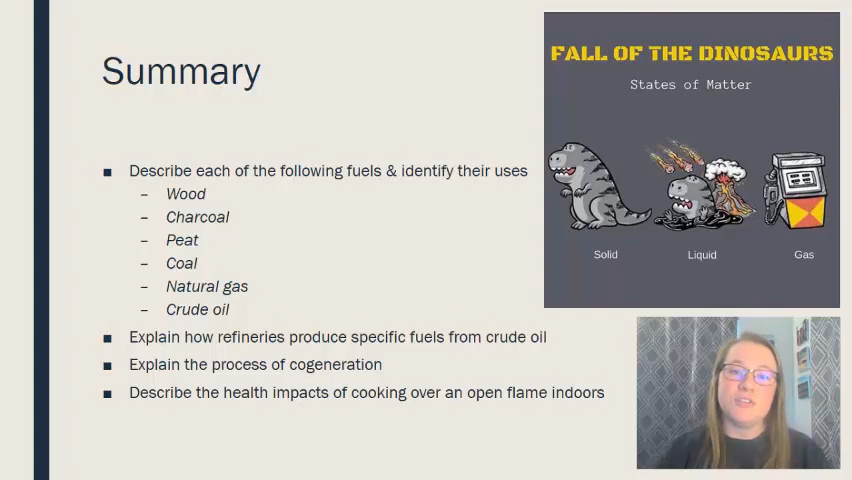 Summary
■ Describe each of the following fuels & identify their uses
– Wood
– Charcoal
– Peat
– Coal
– Natural gas
– Crude oil
■ Explain how refineries produce specific fuels from crude oil
■ Explain the process of cogeneration
■ Describe the health impacts of cooking over an open flame indoors
FALL OF THE DINOSAURS
States of Matter
Solid Liquid Gas